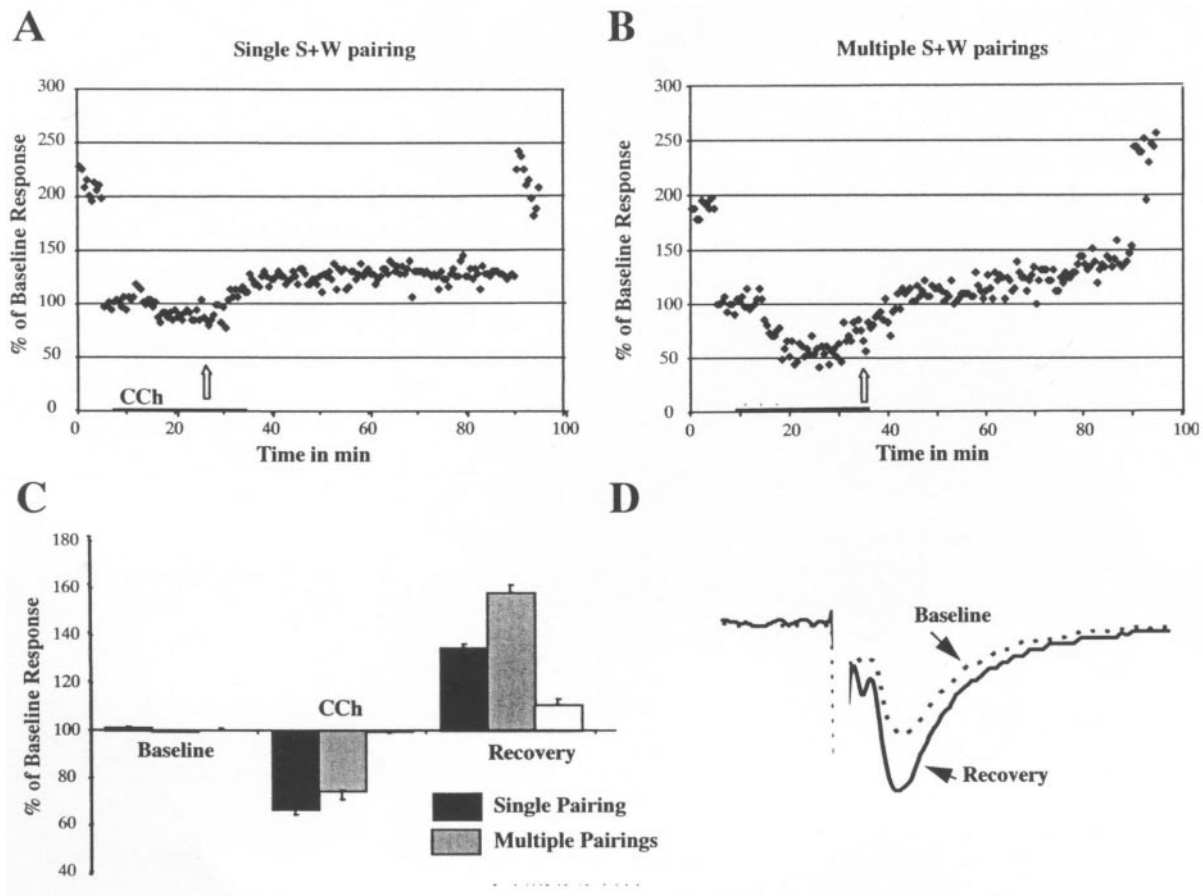 A
Single S+W pairing
% of Baseline Response
300
250
200
150
100
50
0
CCh
0 20 40 60 80 100
Time in min
B
Multiple S+W pairings
% of Baseline Response
300
250
200
150
100
50
0
0 20 40 60 80 100
Time in min
C
% of Baseline Response
180
160
140
120
100
80
60
40
Baseline
CCh
Recovery
Single Pairing
Multiple Pairings
D
Baseline
Recovery